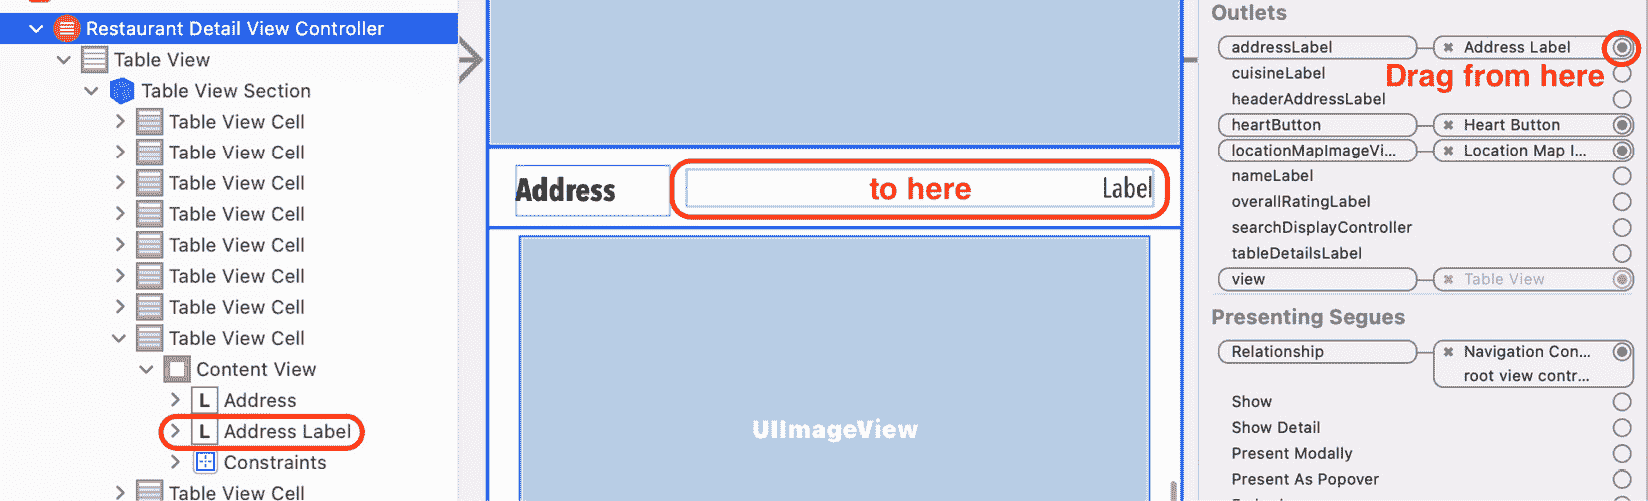 Restaurant Detail View Controller
Table View
Table View Section
Table View Cell
Table View Cell
Table View Cell
Table View Cell
Table View Cell
Table View Cell
Table View Cell
Table View Cell
Content View
L Address
L Address Label
Constraints
Table View Cell
Address
to here
Label
UIImageView
Outlets
addressLabel
Address Label
Drag from here
cuisineLabel
headerAddressLabel
heartButton
Heart Button
locationMapImageVi...
Location Map I...
nameLabel
overallRatingLabel
searchDisplayController
tableDetailsLabel
view
Table View
Presenting Segues
Relationship
Navigation Con...
root view contr...
Show
Show Detail
Present Modally
Present As Popover